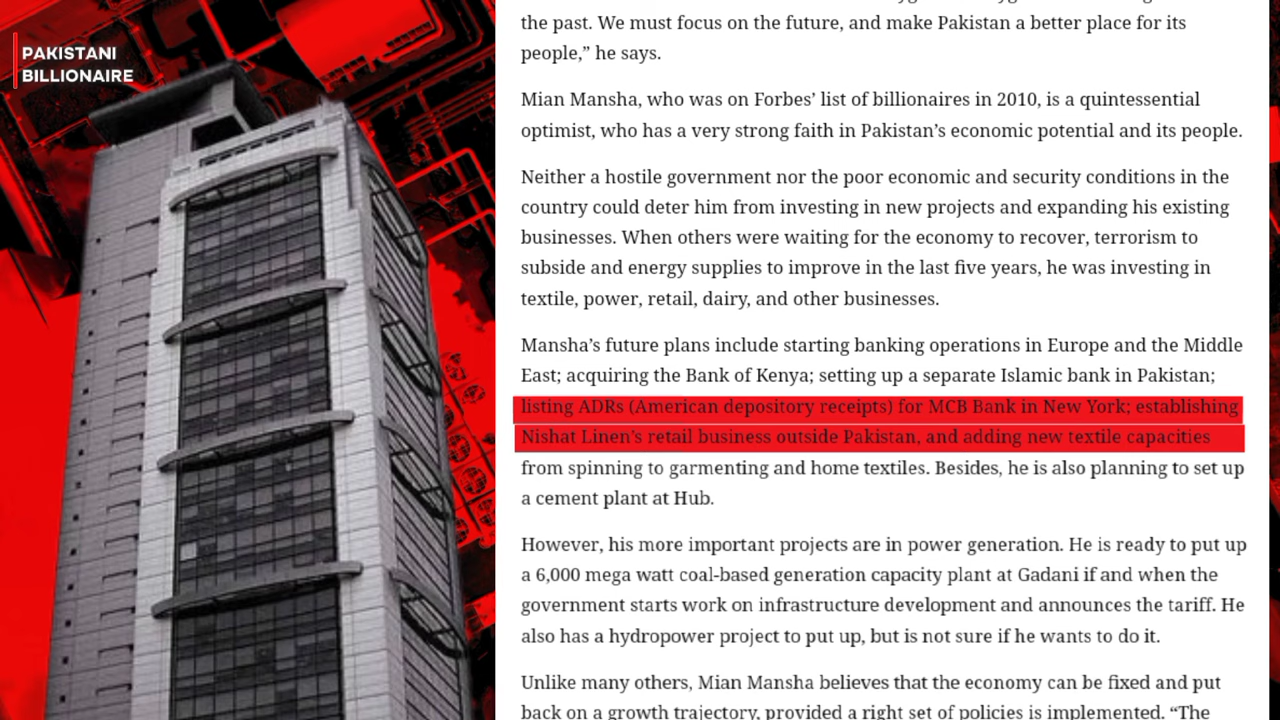 PAKISTANI
BILLIONAIRE
the past. We must focus on the future, and make Pakistan a better place for its
people,” he says.
Mian Mansha, who was on Forbes’ list of billionaires in 2010, is a quintessential
optimist, who has a very strong faith in Pakistan’s economic potential and its people.
Neither a hostile government nor the poor economic and security conditions in the
country could deter him from investing in new projects and expanding his existing
businesses. When others were waiting for the economy to recover, terrorism to
subside and energy supplies to improve in the last five years, he was investing in
textile, power, retail, dairy, and other businesses.
Mansha’s future plans include starting banking operations in Europe and the Middle
East; acquiring the Bank of Kenya; setting up a separate Islamic bank in Pakistan;
listing ADRs (American depository receipts) for MCB Bank in New York; establishing
Nishat Linen’s retail business outside Pakistan, and adding new textile capacities
from spinning to garmenting and home textiles. Besides, he is also planning to set up
a cement plant at Hub.
However, his more important projects are in power generation. He is ready to put up
a 6,000 mega watt coal-based generation capacity plant at Gadani if and when the
government starts work on infrastructure development and announces the tariff. He
also has a hydropower project to put up, but is not sure if he wants to do it.
Unlike many others, Mian Mansha believes that the economy can be fixed and put
back on a growth trajectory, provided a right set of policies is implemented. “The